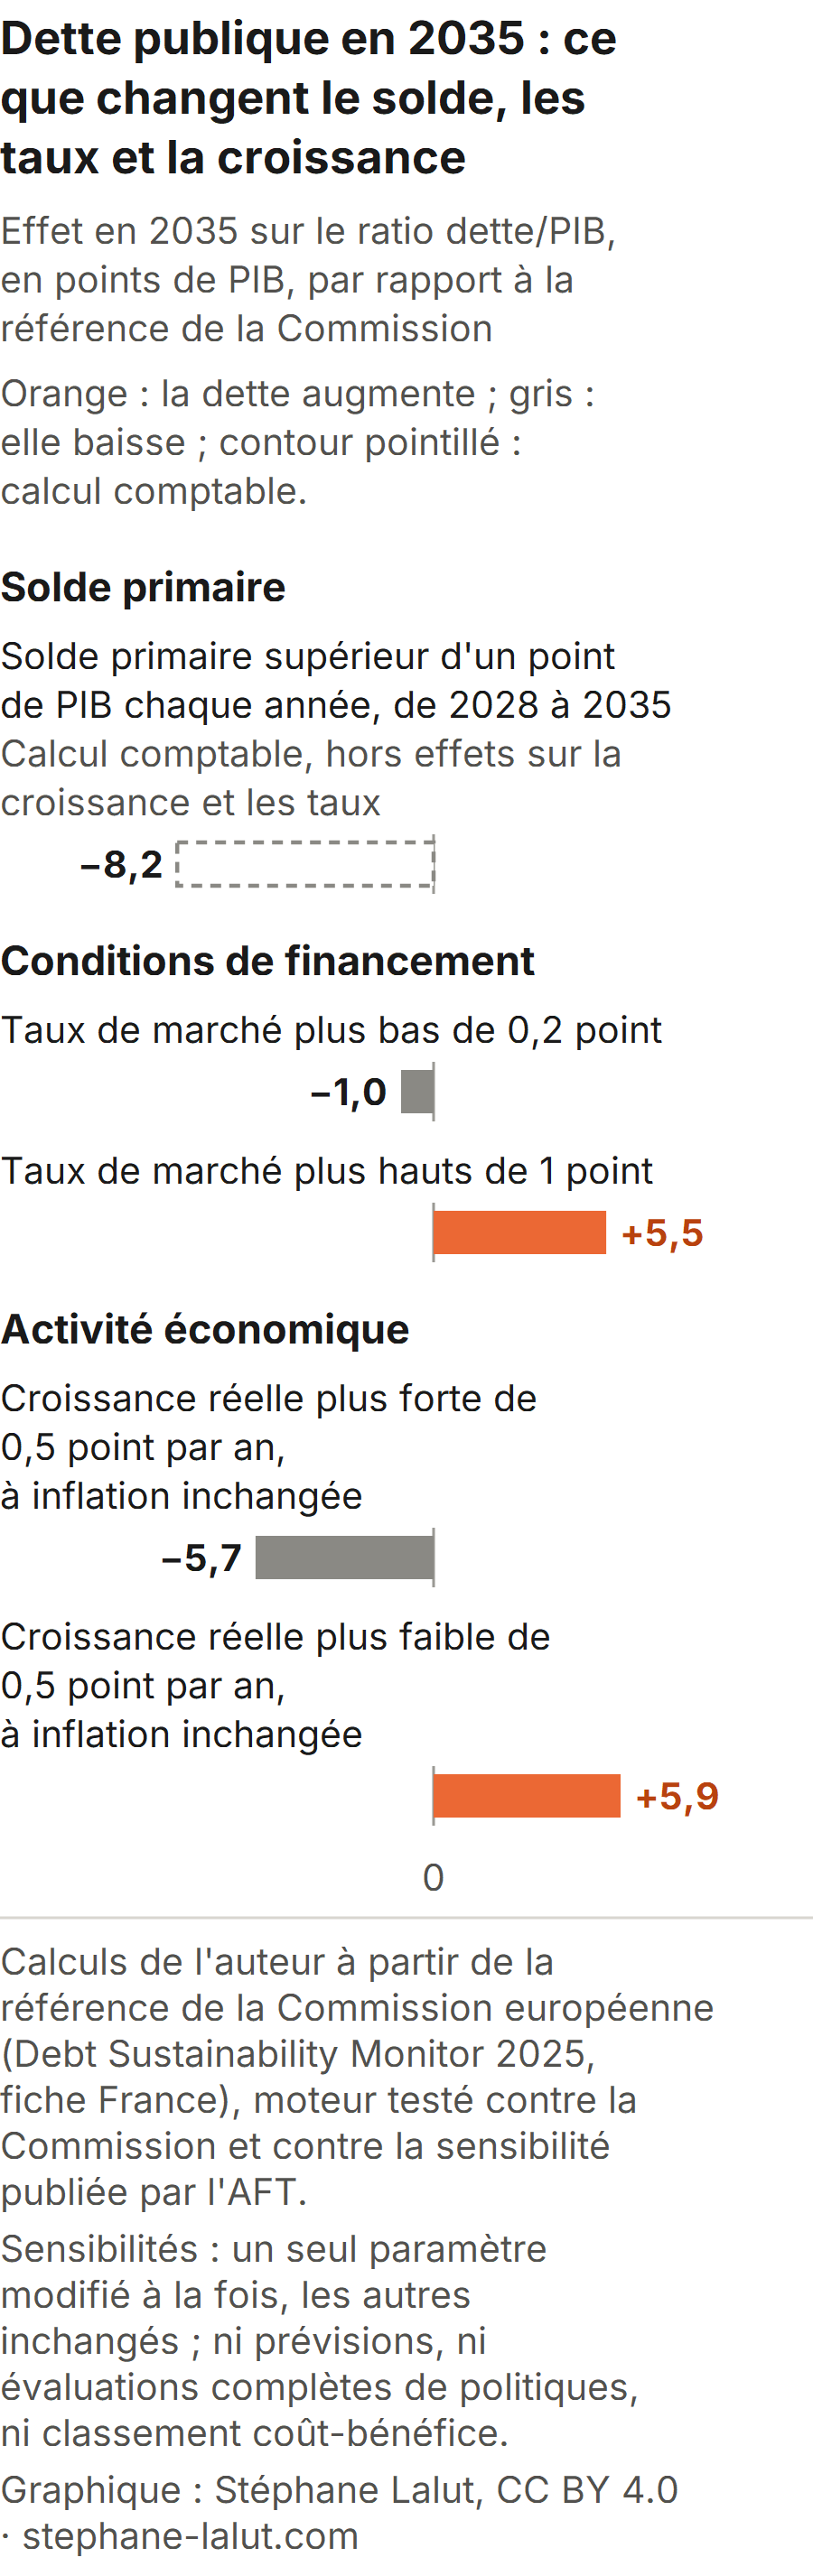 Dette publique en 2035 : ce
que changent le solde, les
taux et la croissance
Effet en 2035 sur le ratio dette/PIB,
en points de PIB, par rapport à la
référence de la Commission
Orange : la dette augmente ; gris :
elle baisse ; contour pointillé :
calcul comptable.
Solde primaire
Solde primaire supérieur d'un point
de PIB chaque année, de 2028 à 2035
Calcul comptable, hors effets sur la
croissance et les taux
−8,2
Conditions de financement
Taux de marché plus bas de 0,2 point
−1,0
Taux de marché plus hauts de 1 point
+5,5
Activité économique
Croissance réelle plus forte de
0,5 point par an,
à inflation inchangée
−5,7
Croissance réelle plus faible de
0,5 point par an,
à inflation inchangée
+5,9
0
Calculs de l'auteur à partir de la
référence de la Commission européenne
(Debt Sustainability Monitor 2025,
fiche France), moteur testé contre la
Commission et contre la sensibilité
publiée par l'AFT.
Sensibilités : un seul paramètre
modifié à la fois, les autres
inchangés ; ni prévisions, ni
évaluations complètes de politiques,
ni classement coût-bénéfice.
Graphique : Stéphane Lalut, CC BY 4.0
· stephane-lalut.com